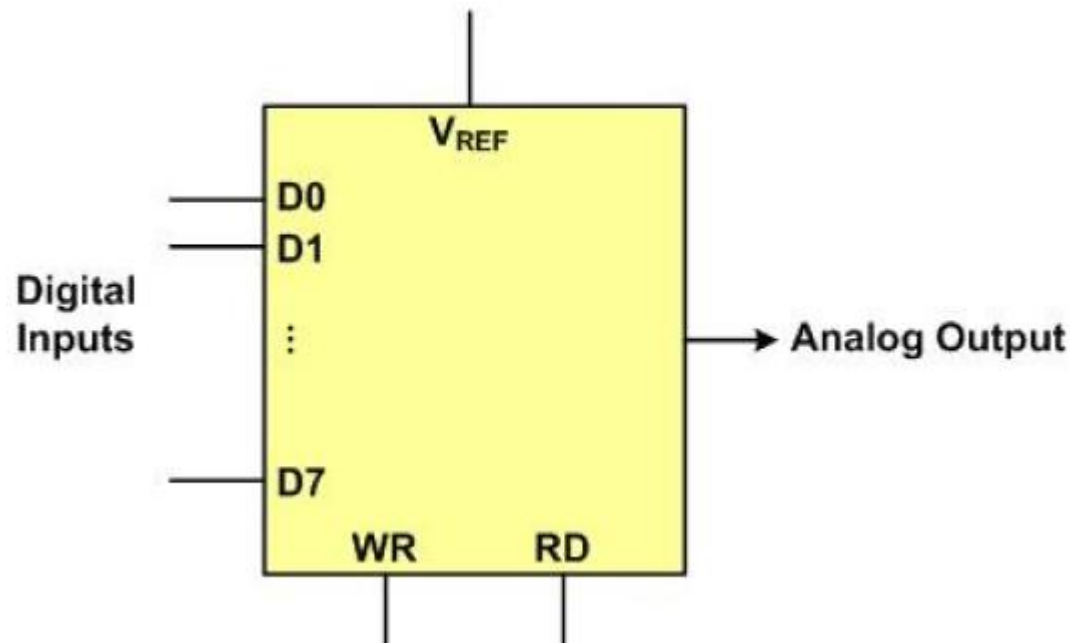 VREF
D0
D1
Digital
Inputs
⋮
Analog Output
D7
WR RD